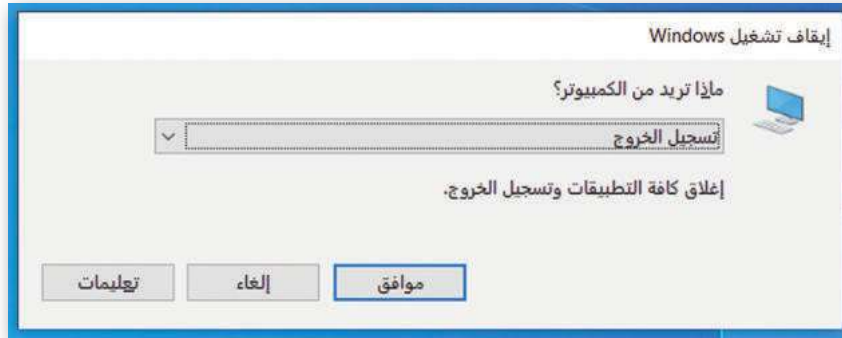 إيقاف تشغيل Windows
ماذا تريد من الكمبيوتر؟
تسجيل الخروج
إغلاق كافة التطبيقات وتسجيل الخروج.
موافق
إلغاء
تعليمات